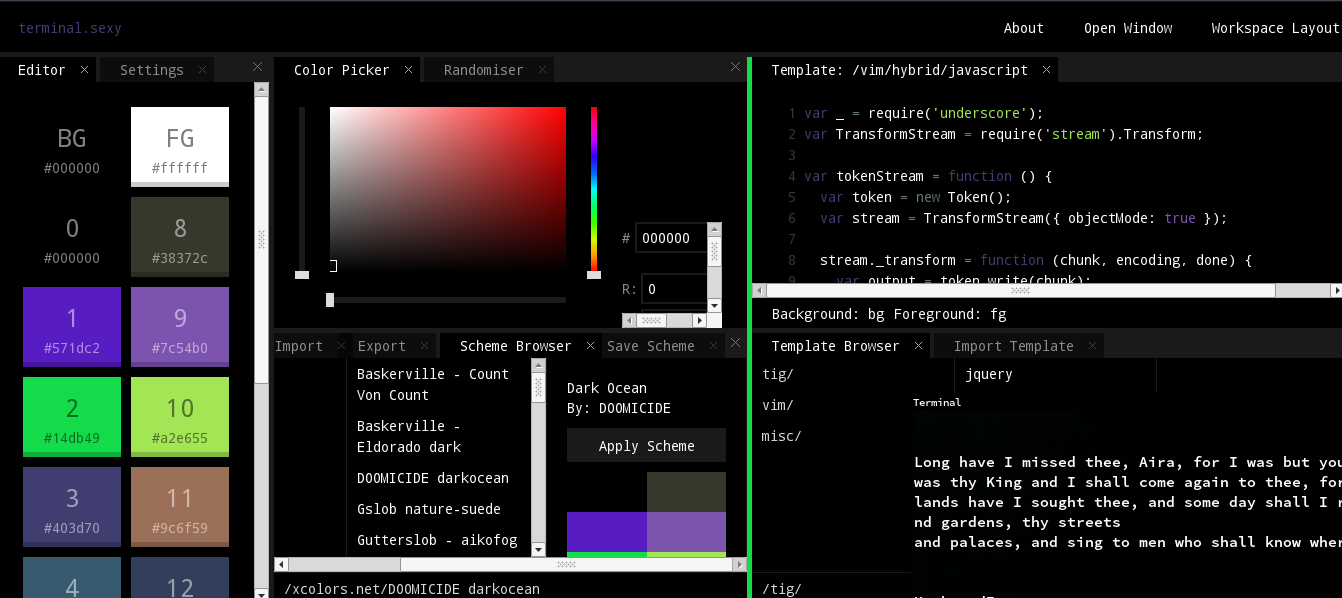 terminal.sexy
About Open Window Workspace Layout
Editor × Settings ×
BG
#000000
FG
#ffffff
0
#000000
8
#38372c
1
#571dc2
9
#7c54b0
2
#14db49
10
#a2e655
3
#403d70
11
#9c6f59
4
12
Color Picker × Randomiser ×
# 000000
R: 0
Import × Export × Scheme Browser × Save Scheme ×
Baskerville - Count
Von Count
Baskerville -
Eldorado dark
DOOMICIDE darkocean
Gslob nature-suede
Gutterslob - aikofog
Dark Ocean
By: DOOMICIDE
Apply Scheme
/xcolors.net/DOOMICIDE darkocean
Template: /vim/hybrid/javascript ×
1 var _ = require('underscore');
2 var TransformStream = require('stream').Transform;
3
4 var tokenStream = function () {
5 var token = new Token();
6 var stream = TransformStream({ objectMode: true });
7
8 stream._transform = function (chunk, encoding, done) {
9 var output = token.write(chunk);
Background: bg Foreground: fg
Template Browser × Import Template ×
tig/
vim/
misc/
jquery
Terminal
Long have I missed thee, Aira, for I was but you
was thy King and I shall come again to thee, for
lands have I sought thee, and some day shall I r
nd gardens, thy streets
and palaces, and sing to men who shall know wher
/tig/